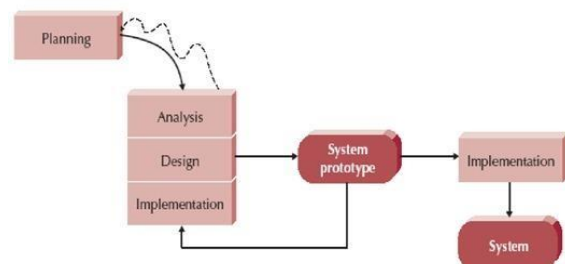 Planning
Analysis
Design
Implementation
System
prototype
Implementation
System